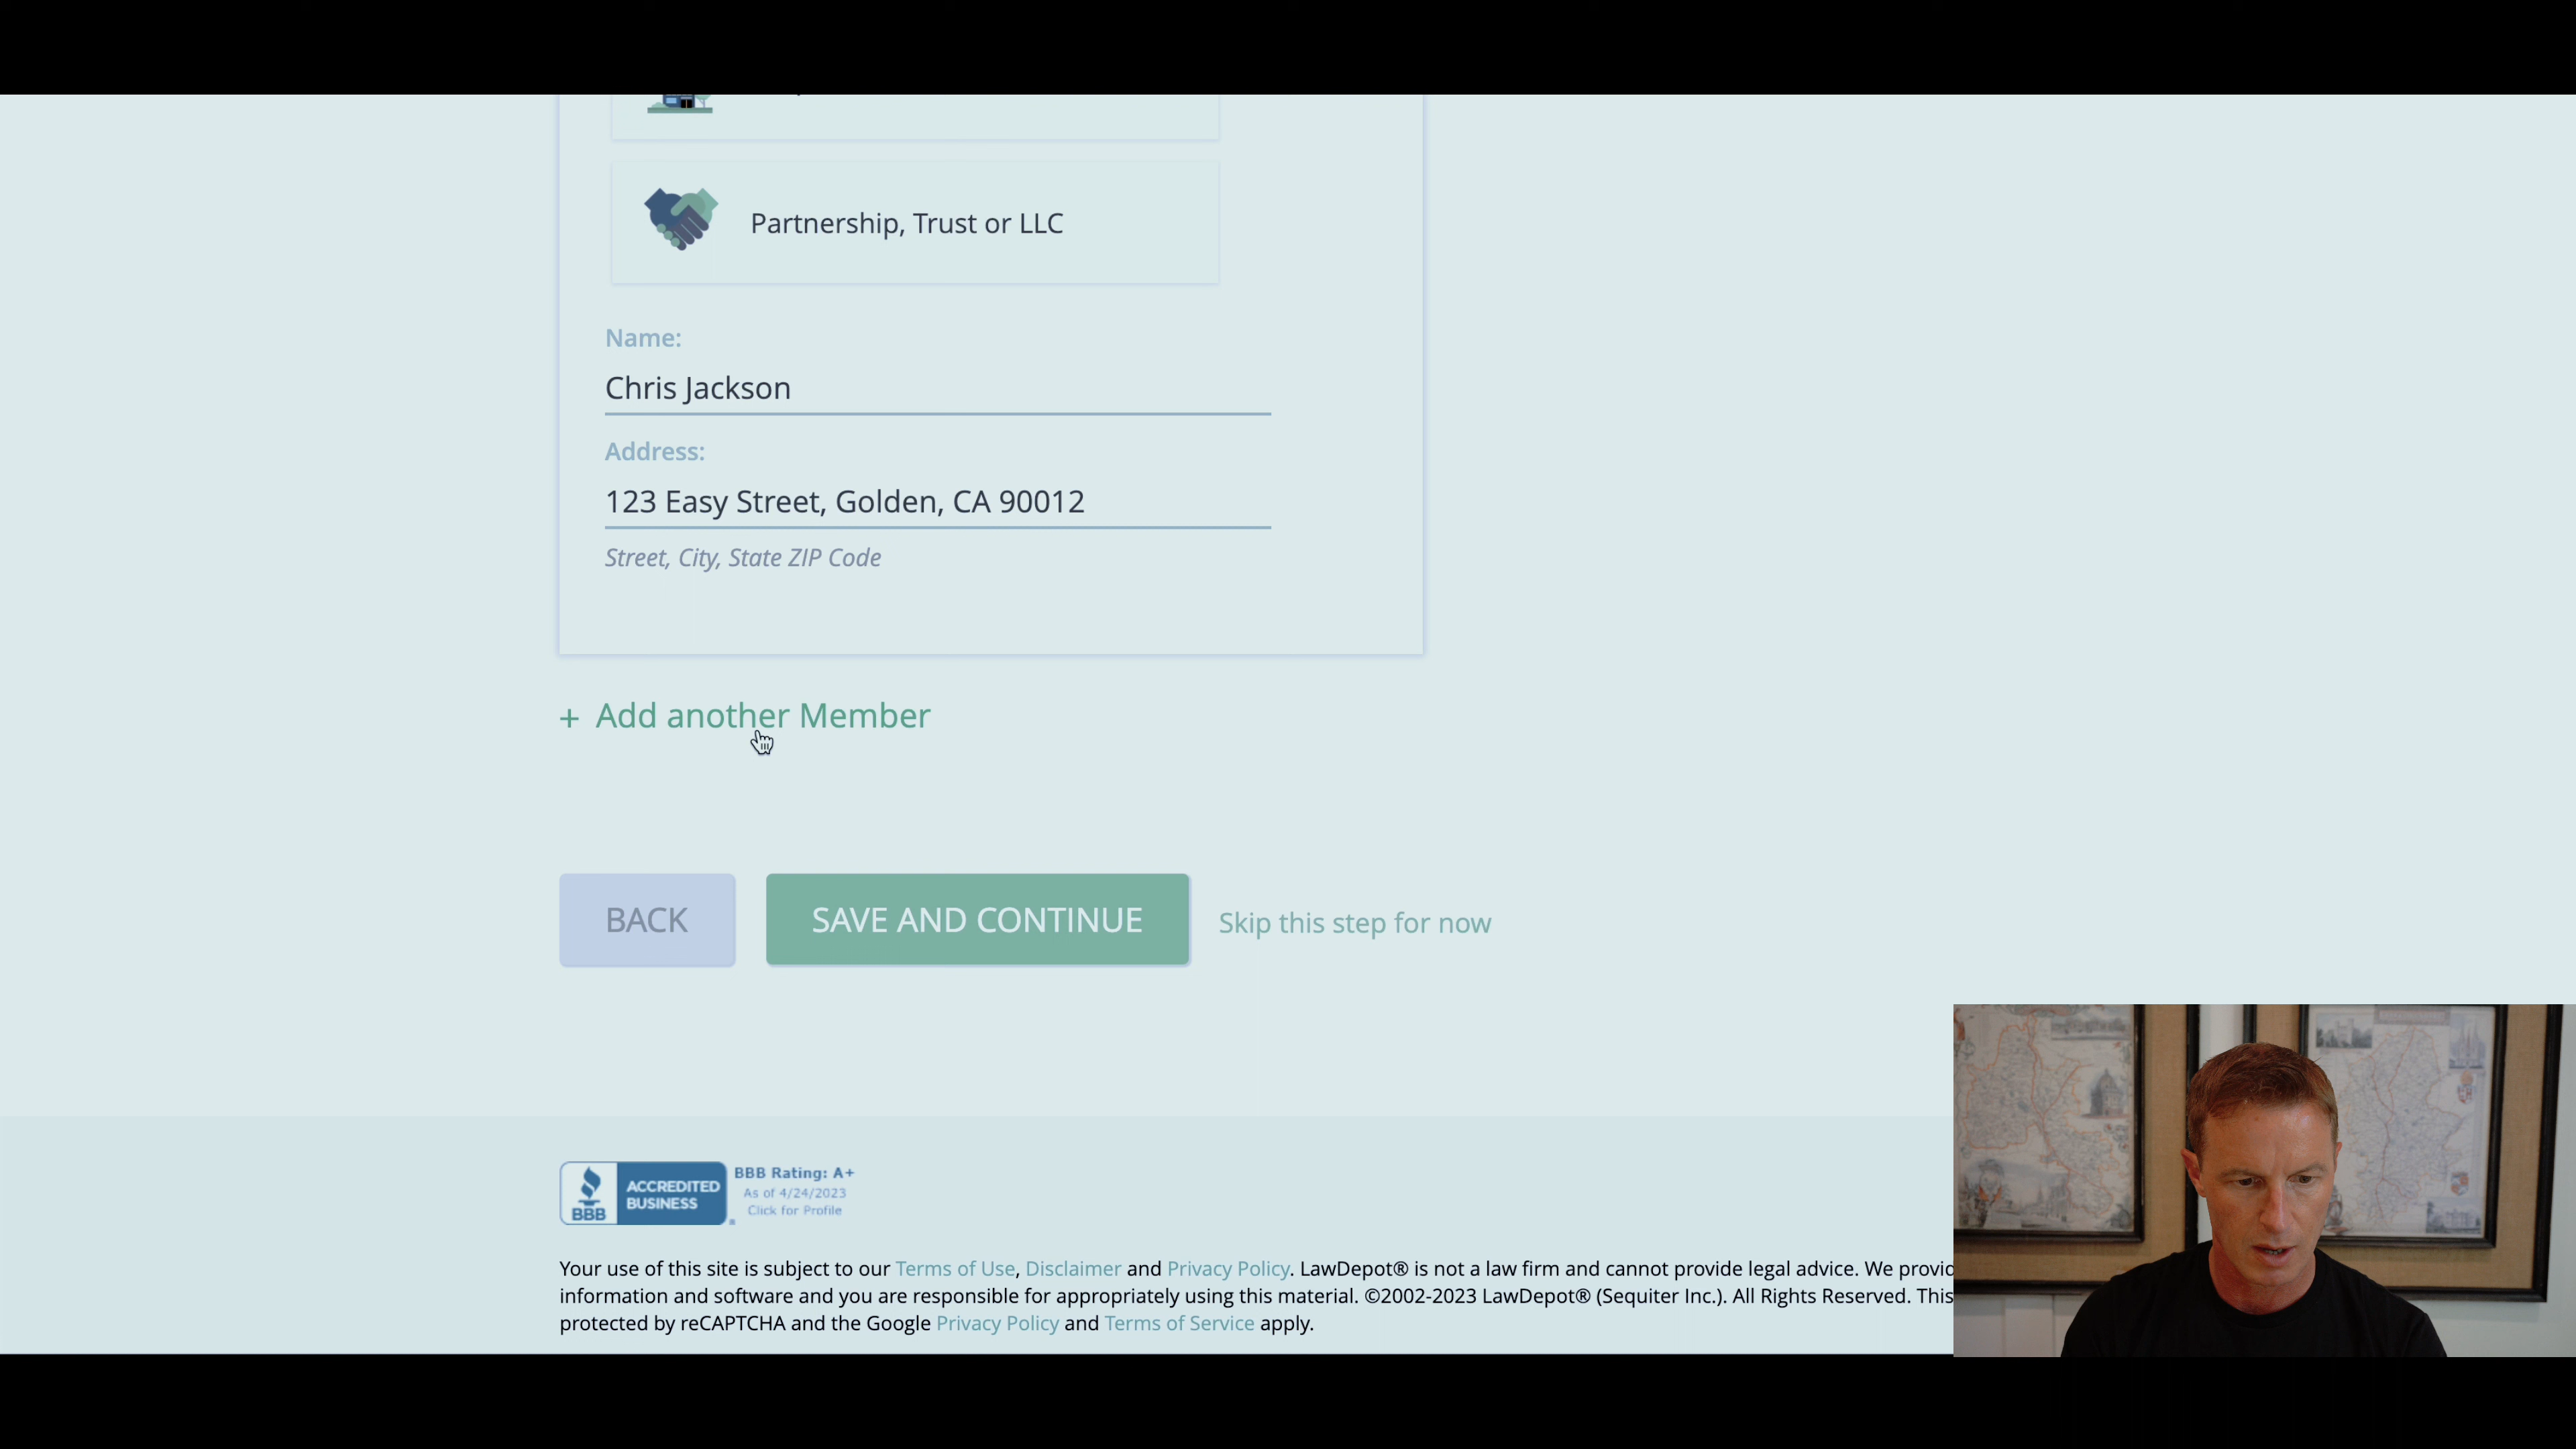 Partnership, Trust or LLC
Name:
Chris Jackson
Address:
123 Easy Street, Golden, CA 90012
Street, City, State ZIP Code
+ Add another Member
BACK
SAVE AND CONTINUE
Skip this step for now
BBB
ACCREDITED
BUSINESS
BBB Rating: A+
As of 4/24/2023
Click for Profile
Your use of this site is subject to our Terms of Use, Disclaimer and Privacy Policy. LawDepot® is not a law firm and cannot provide legal advice. We provid
information and software and you are responsible for appropriately using this material. ©2002-2023 LawDepot® (Sequiter Inc.). All Rights Reserved. This
protected by reCAPTCHA and the Google Privacy Policy and Terms of Service apply.